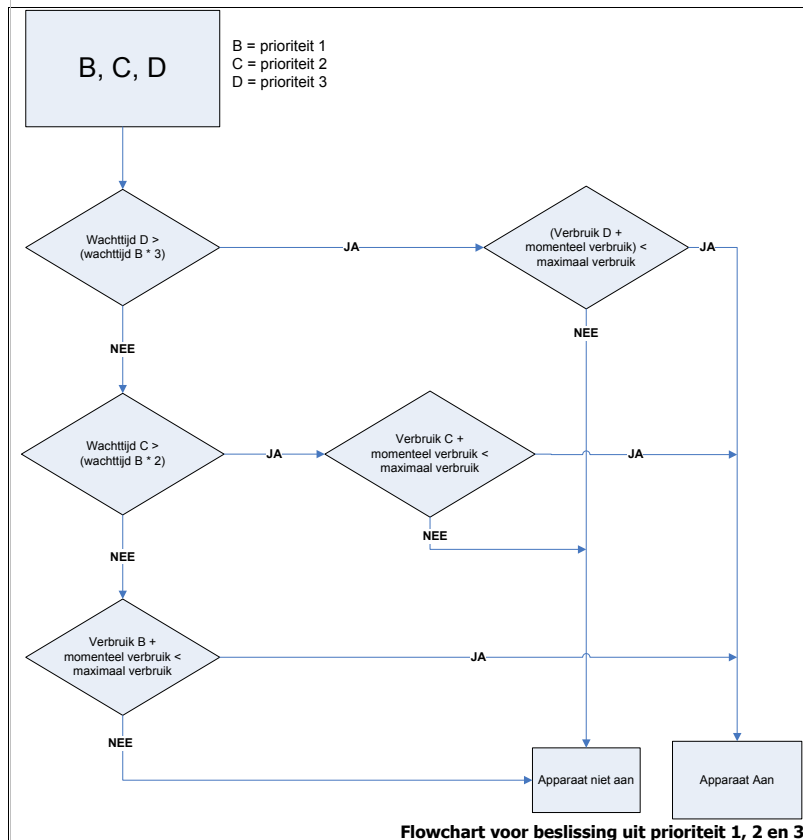 B, C, D
B = prioriteit 1
C = prioriteit 2
D = prioriteit 3
Wachttijd D >
(wachttijd B * 3)
JA
(Verbruik D +
momenteel verbruik) <
maximaal verbruik
JA
NEE
NEE
Wachttijd C >
(wachttijd B * 2)
JA
Verbruik C +
momenteel verbruik <
maximaal verbruik
JA
NEE
NEE
Verbruik B +
momenteel verbruik <
maximaal verbruik
JA
NEE
Apparaat niet aan
Apparaat Aan
Flowchart voor beslissing uit prioriteit 1, 2 en 3